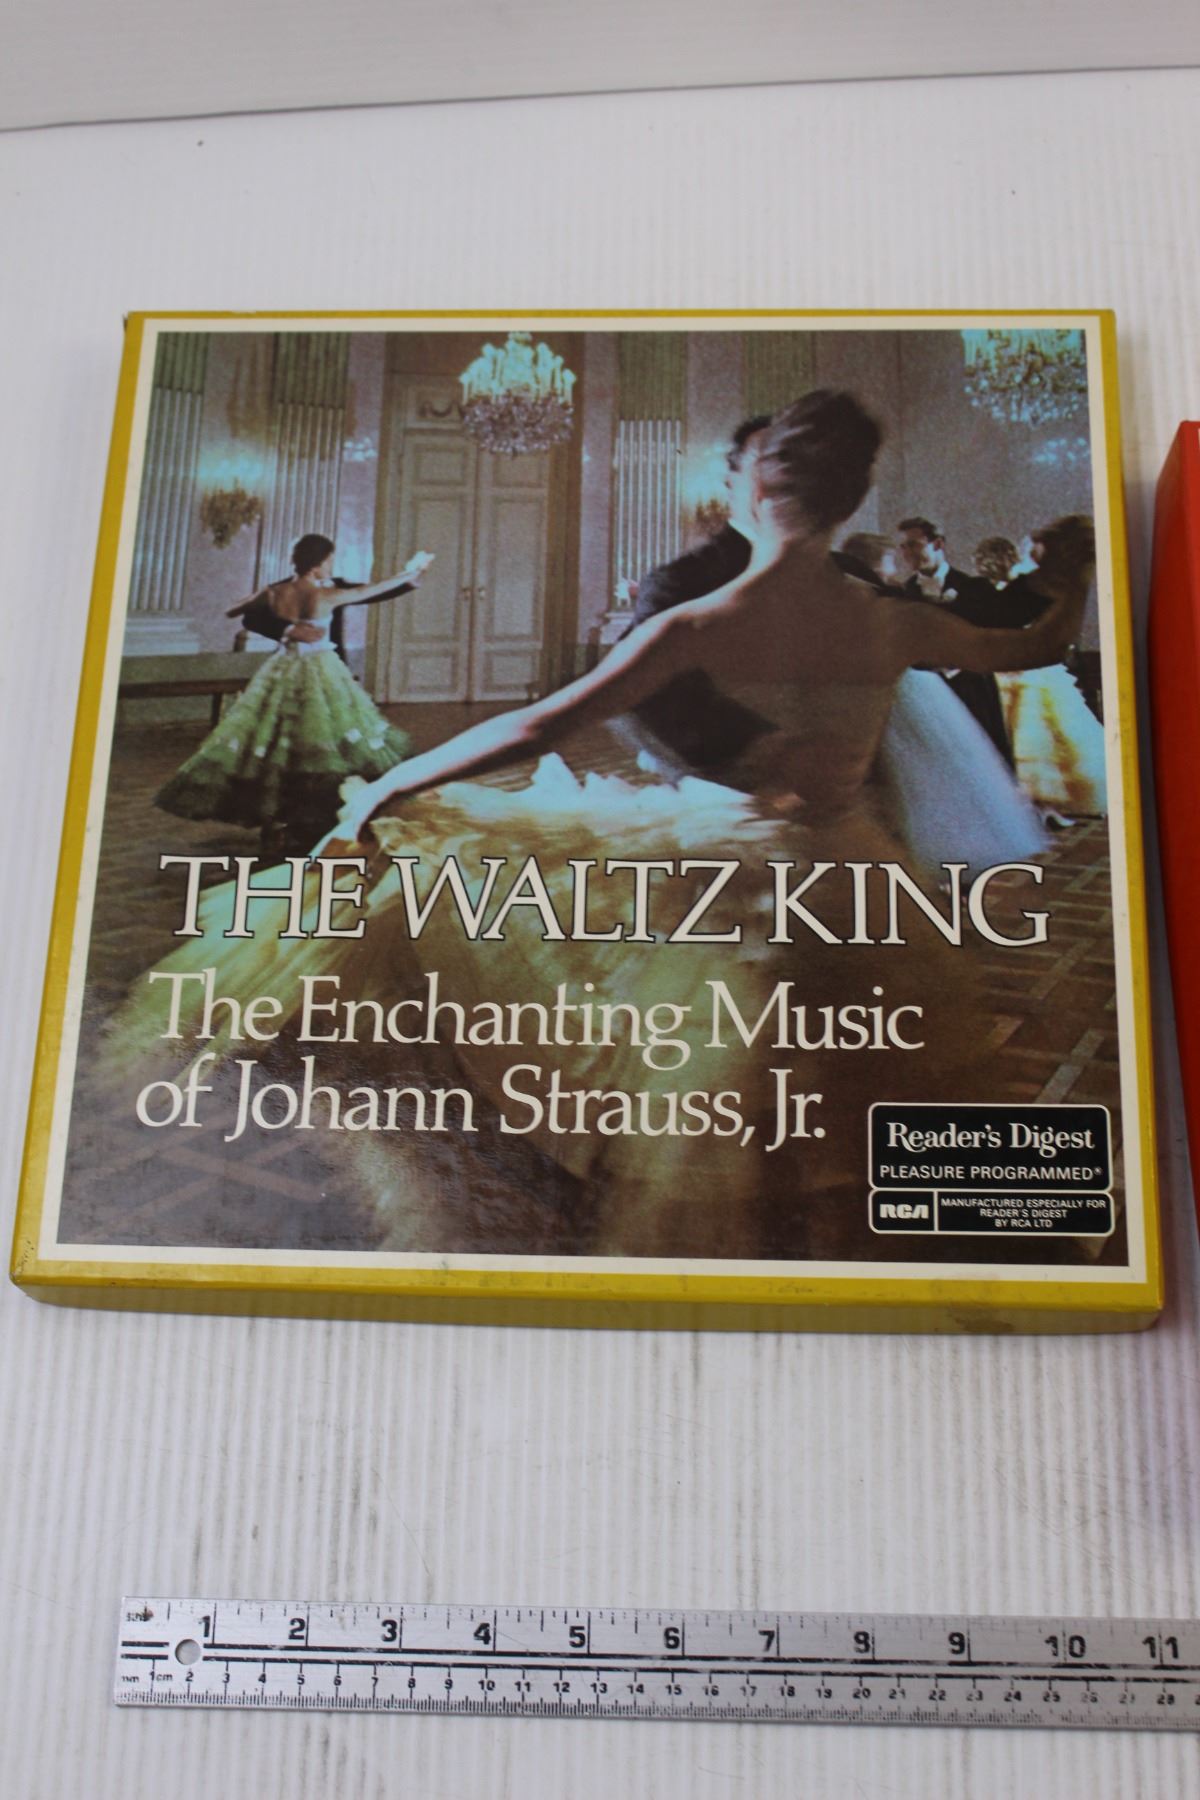 THE WALTZ KING
The Enchanting Music
of Johann Strauss, Jr.
Reader's Digest
PLEASURE PROGRAMMED®
RCA
MANUFACTURED ESPECIALLY FOR
READER'S DIGEST
BY RCA LTD
1 2 3 4 5 6 7 8 9 10 11
mm 1cm 2 3 4 5 6 7 8 9 10 11 12 13 14 15 16 17 18 19 20 21 22 23 24 25 26 27 28